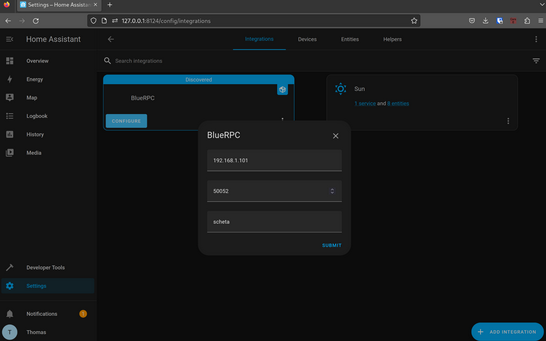 Settings – Home Assistant
127.0.0.1:8124/config/integrations
Home Assistant
Integrations
Devices
Entities
Helpers
Overview
Energy
Map
Logbook
History
Media
Developer Tools
Settings
Notifications
Thomas
T
Search integrations
Discovered
BlueRPC
CONFIGURE
Sun
1 service and 8 entities
BlueRPC
192.168.1.101
50052
scheta
SUBMIT
ADD INTEGRATION